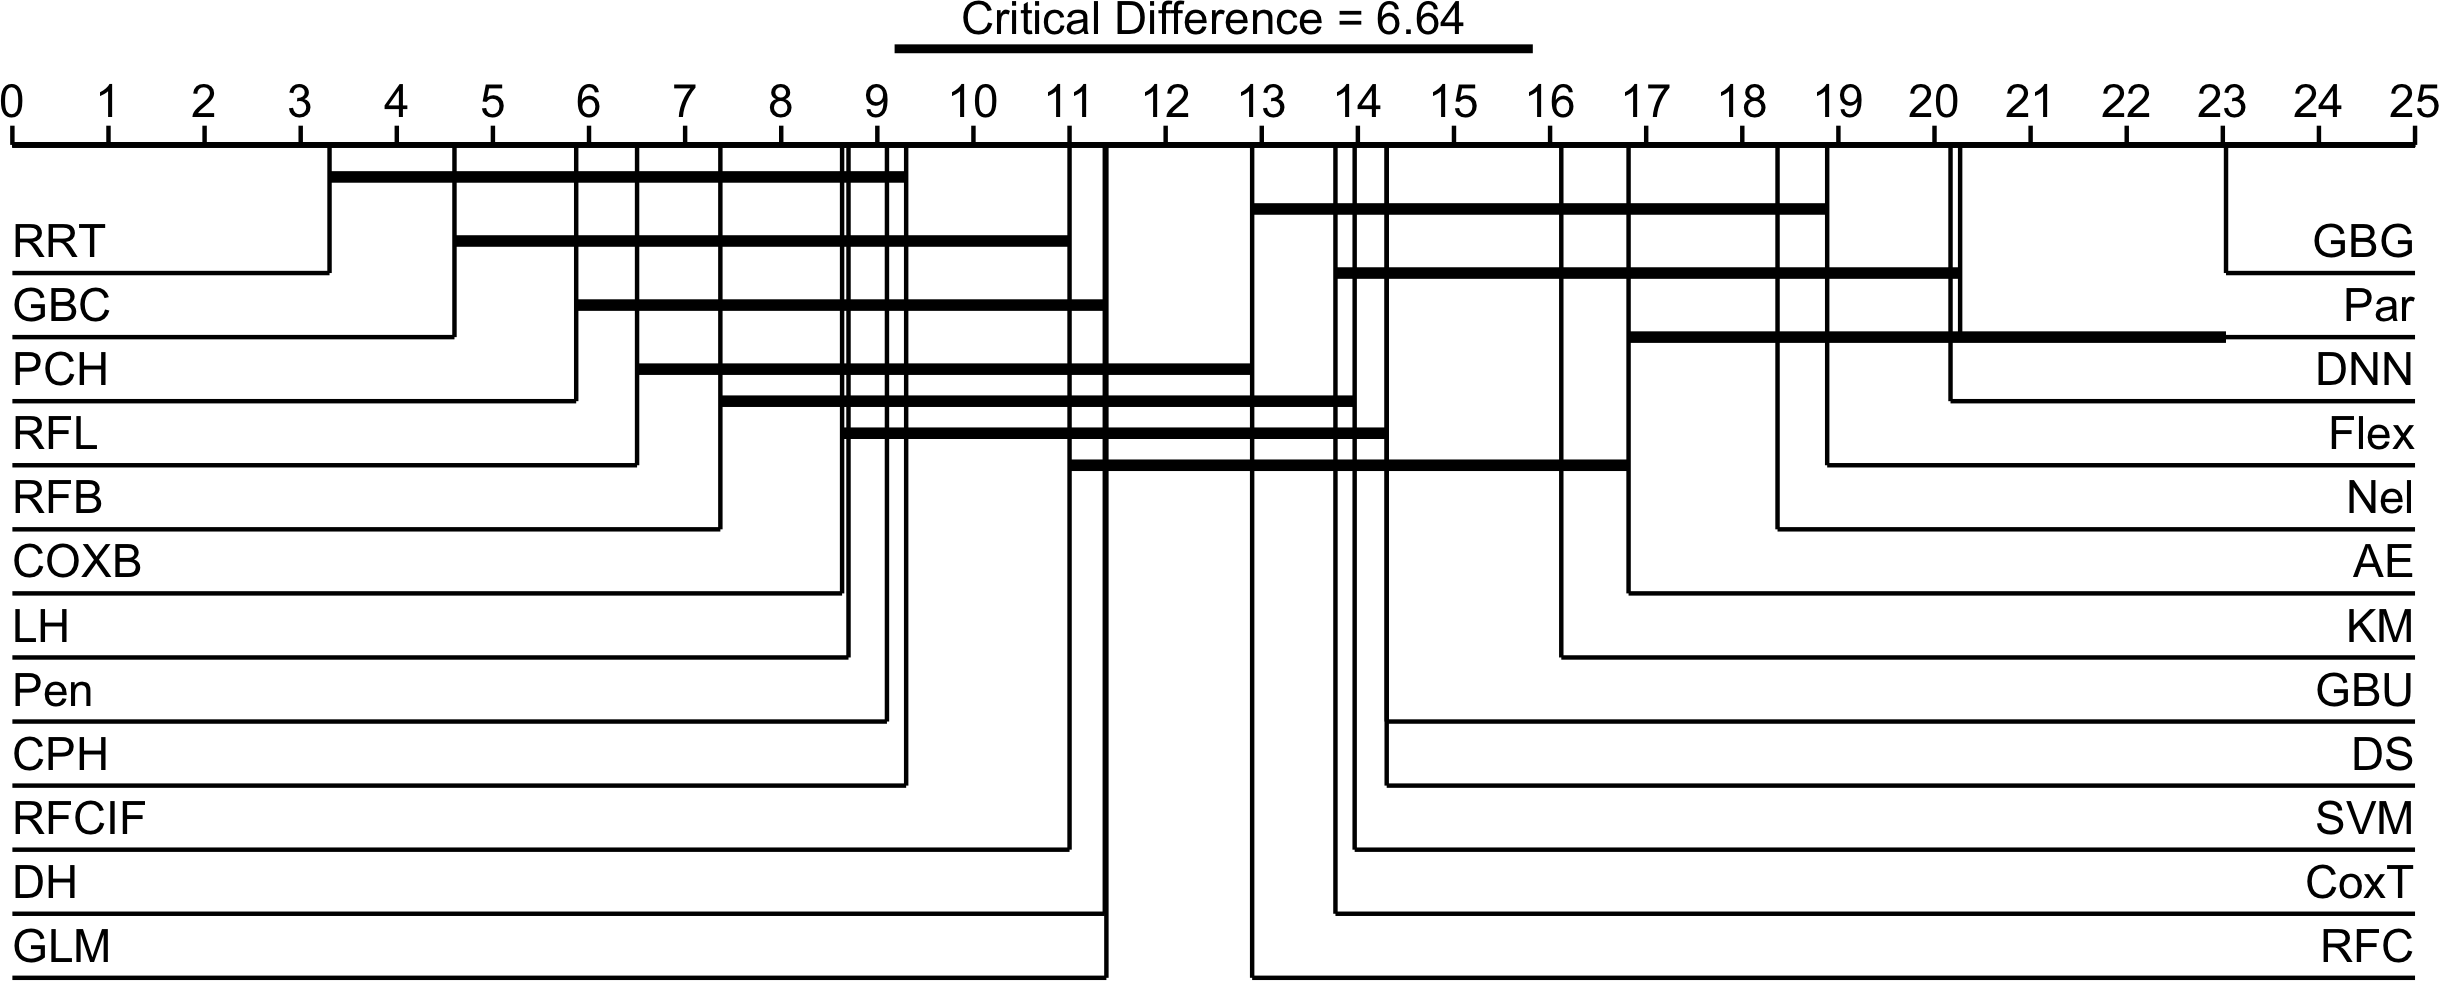 Critical Difference = 6.64
0 1 2 3 4 5 6 7 8 9 10 11 12 13 14 15 16 17 18 19 20 21 22 23 24 25
RRT GBG
GBC Par
PCH DNN
RFL Flex
RFB Nel
COXB AE
LH KM
Pen GBU
CPH DS
RFCIF SVM
DH CoxT
GLM RFC